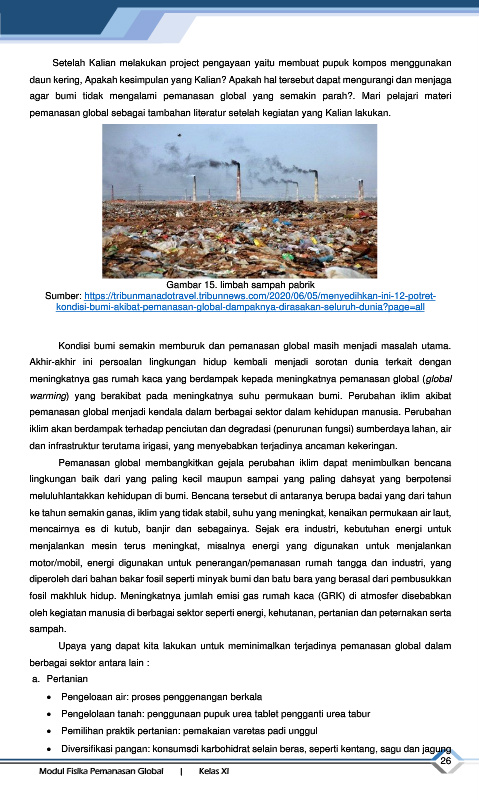 Setelah Kalian melakukan project pengayaan yaitu membuat pupuk kompos menggunakan
daun kering, Apakah kesimpulan yang Kalian? Apakah hal tersebut dapat mengurangi dan menjaga
agar bumi tidak mengalami pemanasan global yang semakin parah?. Mari pelajari materi
pemanasan global sebagai tambahan literatur setelah kegiatan yang Kalian lakukan.
Gambar 15. limbah sampah pabrik
Sumber: https://tribunmanadotravel.tribunnews.com/2020/06/05/menyedihkan-ini-12-potret-
kondisi-bumi-akibat-pemanasan-global-dampaknya-dirasakan-seluruh-dunia?page=all
Kondisi bumi semakin memburuk dan pemanasan global masih menjadi masalah utama.
Akhir-akhir ini persoalan lingkungan hidup kembali menjadi sorotan dunia terkait dengan
meningkatnya gas rumah kaca yang berdampak kepada meningkatnya pemanasan global (global
warming) yang berakibat pada meningkatnya suhu permukaan bumi. Perubahan iklim akibat
pemanasan global menjadi kendala dalam berbagai sektor dalam kehidupan manusia. Perubahan
iklim akan berdampak terhadap penciutan dan degradasi (penurunan fungsi) sumberdaya lahan, air
dan infrastruktur terutama irigasi, yang menyebabkan terjadinya ancaman kekeringan.
Pemanasan global membangkitkan gejala perubahan iklim dapat menimbulkan bencana
lingkungan baik dari yang paling kecil maupun sampai yang paling dahsyat yang berpotensi
meluluhlantakkan kehidupan di bumi. Bencana tersebut di antaranya berupa badai yang dari tahun
ke tahun semakin ganas, iklim yang tidak stabil, suhu yang meningkat, kenaikan permukaan air laut,
mencairnya es di kutub, banjir dan sebagainya. Sejak era industri, kebutuhan energi untuk
menjalankan mesin terus meningkat, misalnya energi yang digunakan untuk menjalankan
motor/mobil, energi digunakan untuk penerangan/pemanasan rumah tangga dan industri, yang
diperoleh dari bahan bakar fosil seperti minyak bumi dan batu bara yang berasal dari pembusukkan
fosil makhluk hidup. Meningkatnya jumlah emisi gas rumah kaca (GRK) di atmosfer disebabkan
oleh kegiatan manusia di berbagai sektor seperti energi, kehutanan, pertanian dan peternakan serta
sampah.
Upaya yang dapat kita lakukan untuk meminimalkan terjadinya pemanasan global dalam
berbagai sektor antara lain :
a. Pertanian
• Pengeloaan air: proses penggenangan berkala
• Pengelolaan tanah: penggunaan pupuk urea tablet pengganti urea tabur
• Pemilihan praktik pertanian: pemakaian varetas padi unggul
• Diversifikasi pangan: konsumsdi karbohidrat selain beras, seperti kentang, sagu dan jagung
26
Modul Fisika Pemanasan Global | Kelas XI